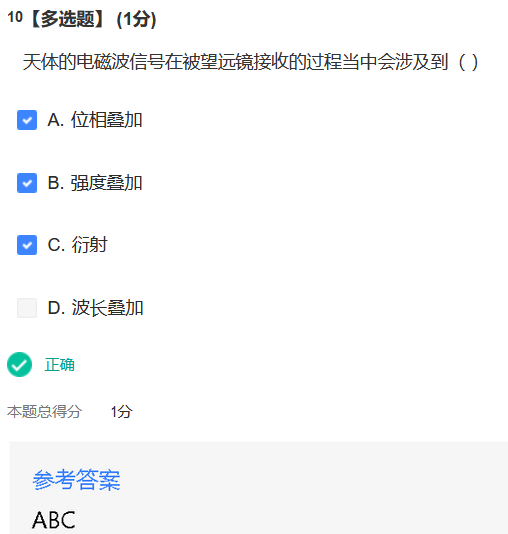 10【多选题】 (1分)
天体的电磁波信号在被望远镜接收的过程当中会涉及到（ ）
A. 位相叠加
B. 强度叠加
C. 衍射
D. 波长叠加
正确
本题总得分 1分
参考答案
ABC